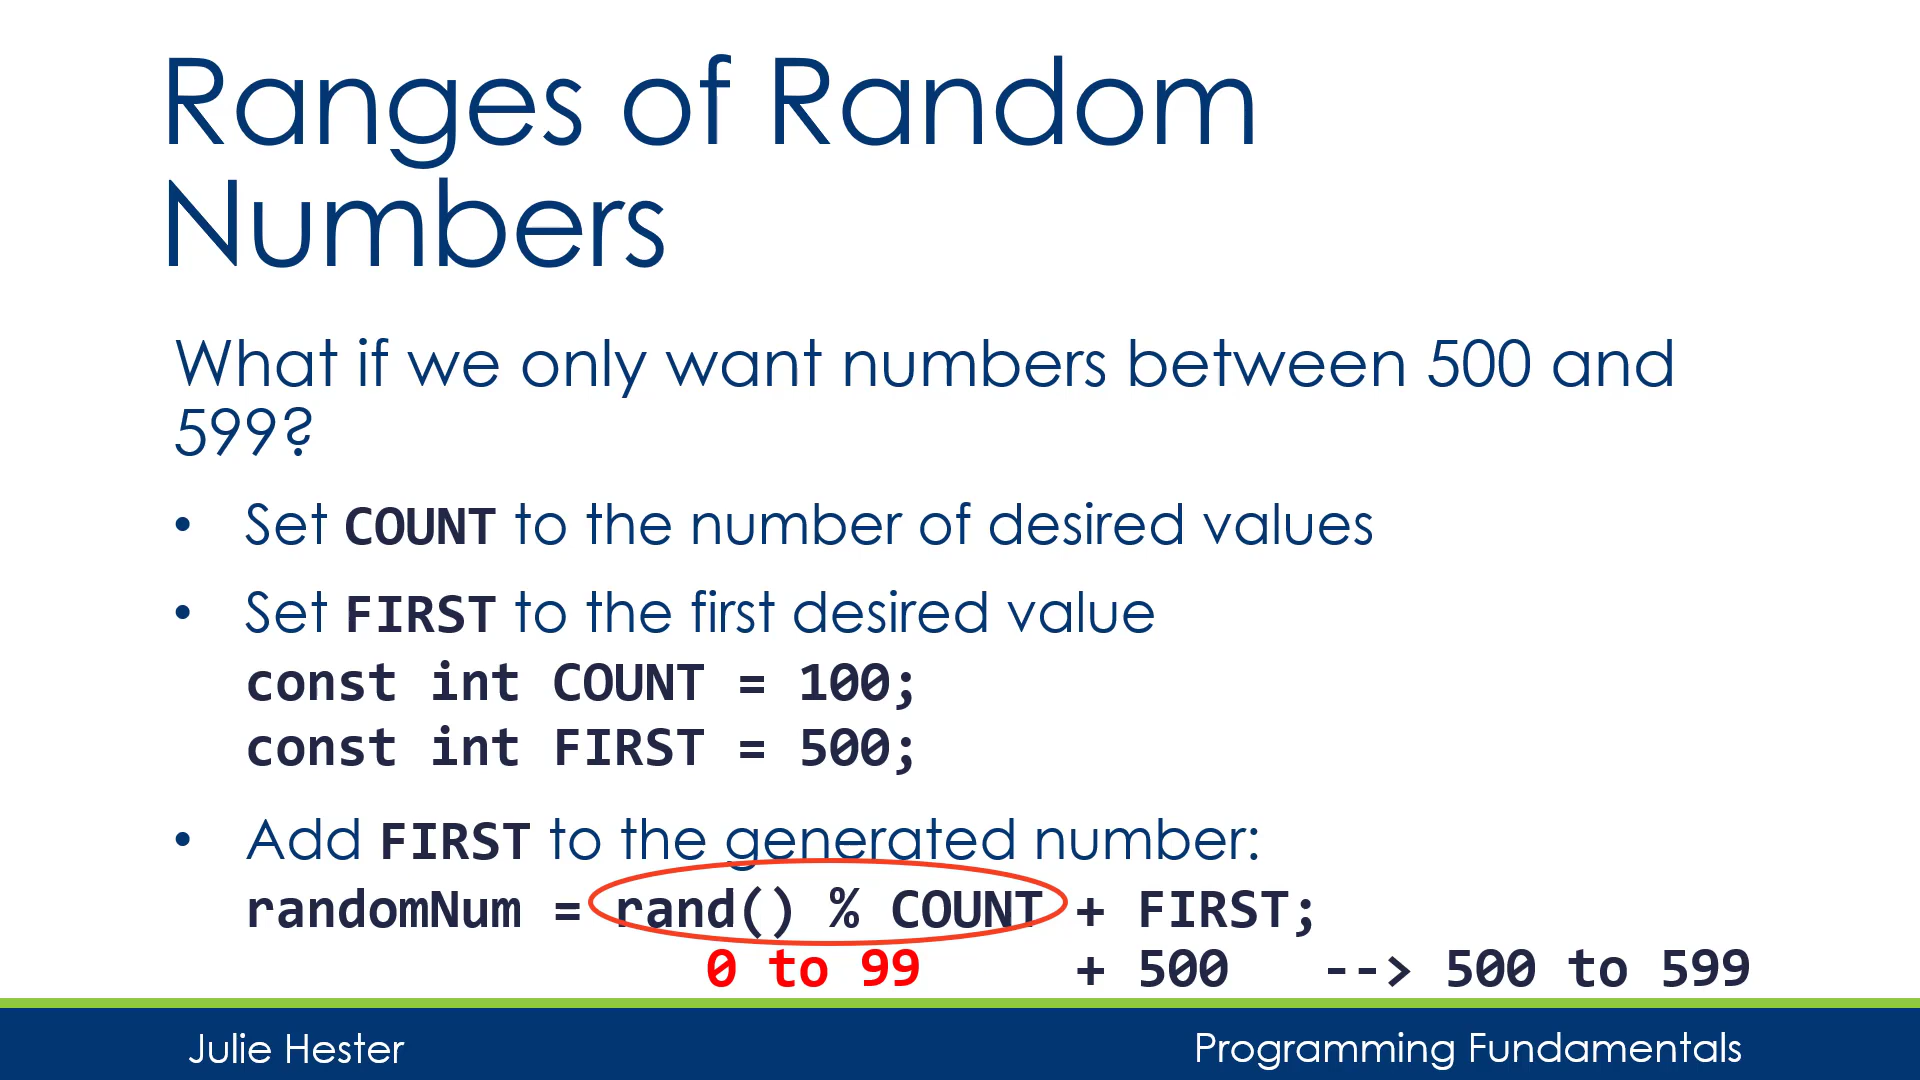 Ranges of Random
Numbers
What if we only want numbers between 500 and
599?
• Set COUNT to the number of desired values
• Set FIRST to the first desired value
const int COUNT = 100;
const int FIRST = 500;
• Add FIRST to the generated number:
randomNum = rand() % COUNT + FIRST;
0 to 99 + 500 --> 500 to 599
Julie Hester
Programming Fundamentals